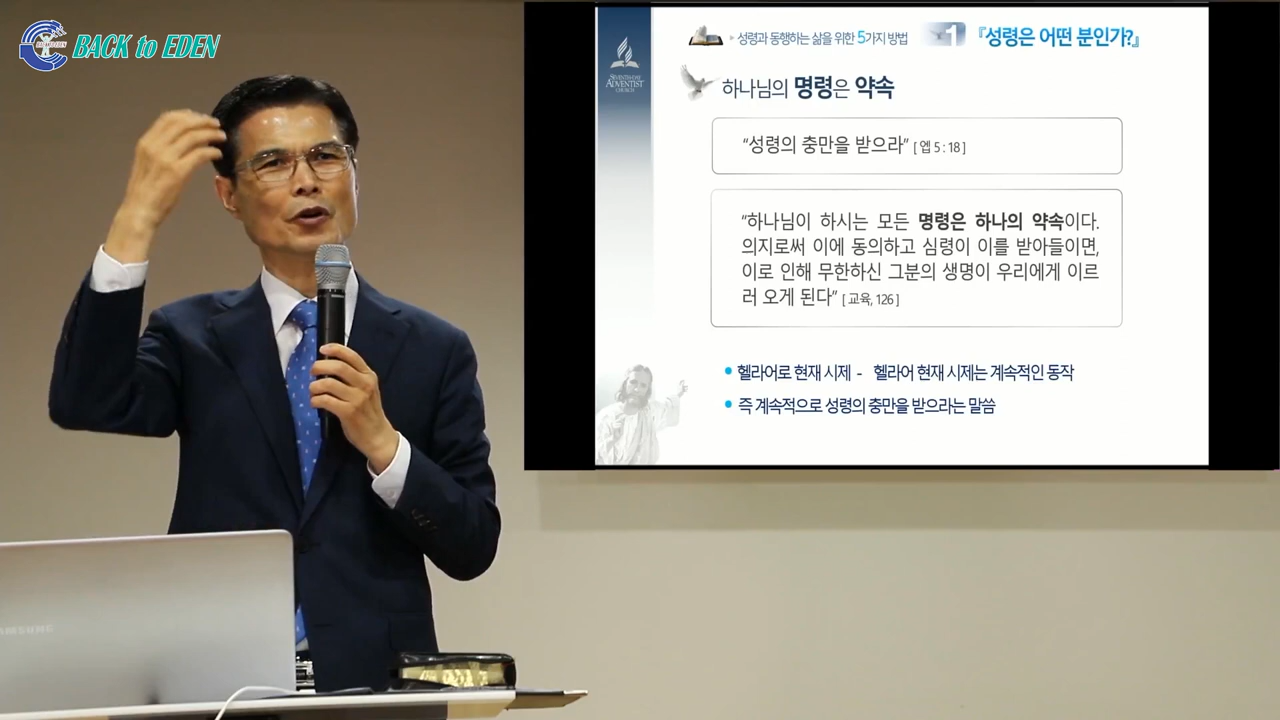 BACK to EDEN
성령과 동행하는 삶을 위한 5가지 방법
1
『성령은 어떤 분인가?』
SEVENTH-DAY
ADVENTIST
CHURCH
하나님의 명령은 약속
“성령의 충만을 받으라” [ 엡 5 : 18 ]
“하나님이 하시는 모든 명령은 하나의 약속이다.
의지로써 이에 동의하고 심령이 이를 받아들이면,
이로 인해 무한하신 그분의 생명이 우리에게 이르
러 오게 된다” [ 교육, 126 ]
• 헬라어로 현재 시제 - 헬라어 현재 시제는 계속적인 동작
• 즉 계속적으로 성령의 충만을 받으라는 말씀
SAMSUNG